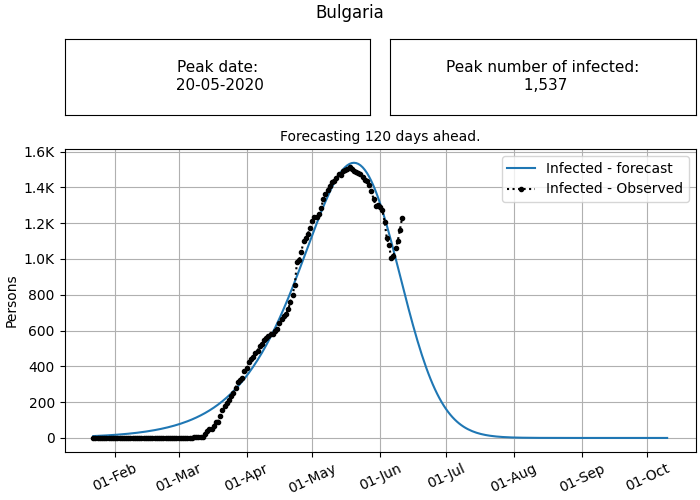 Bulgaria
Peak date:
20-05-2020
Peak number of infected:
1,537
Forecasting 120 days ahead.
1.6K
1.4K
1.2K
1.0K
800
600
400
200
0
Persons
Infected - forecast
Infected - Observed
01-Feb
01-Mar
01-Apr
01-May
01-Jun
01-Jul
01-Aug
01-Sep
01-Oct